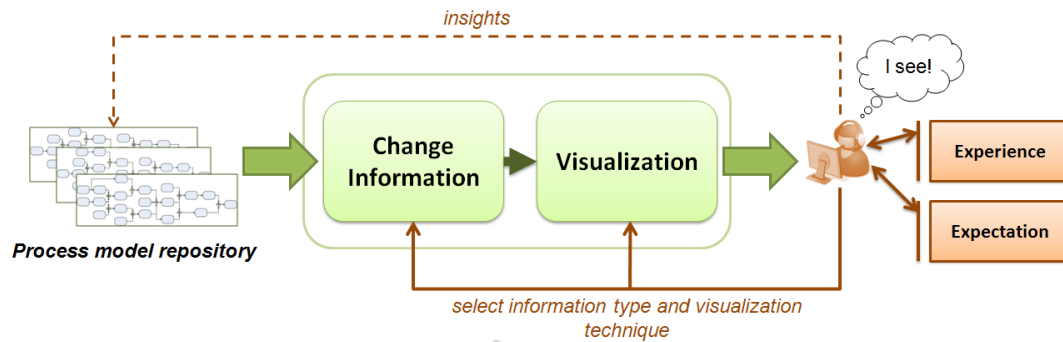 insights
I see!
Change
Information
Visualization
Experience
Expectation
Process model repository
select information type and visualization
technique